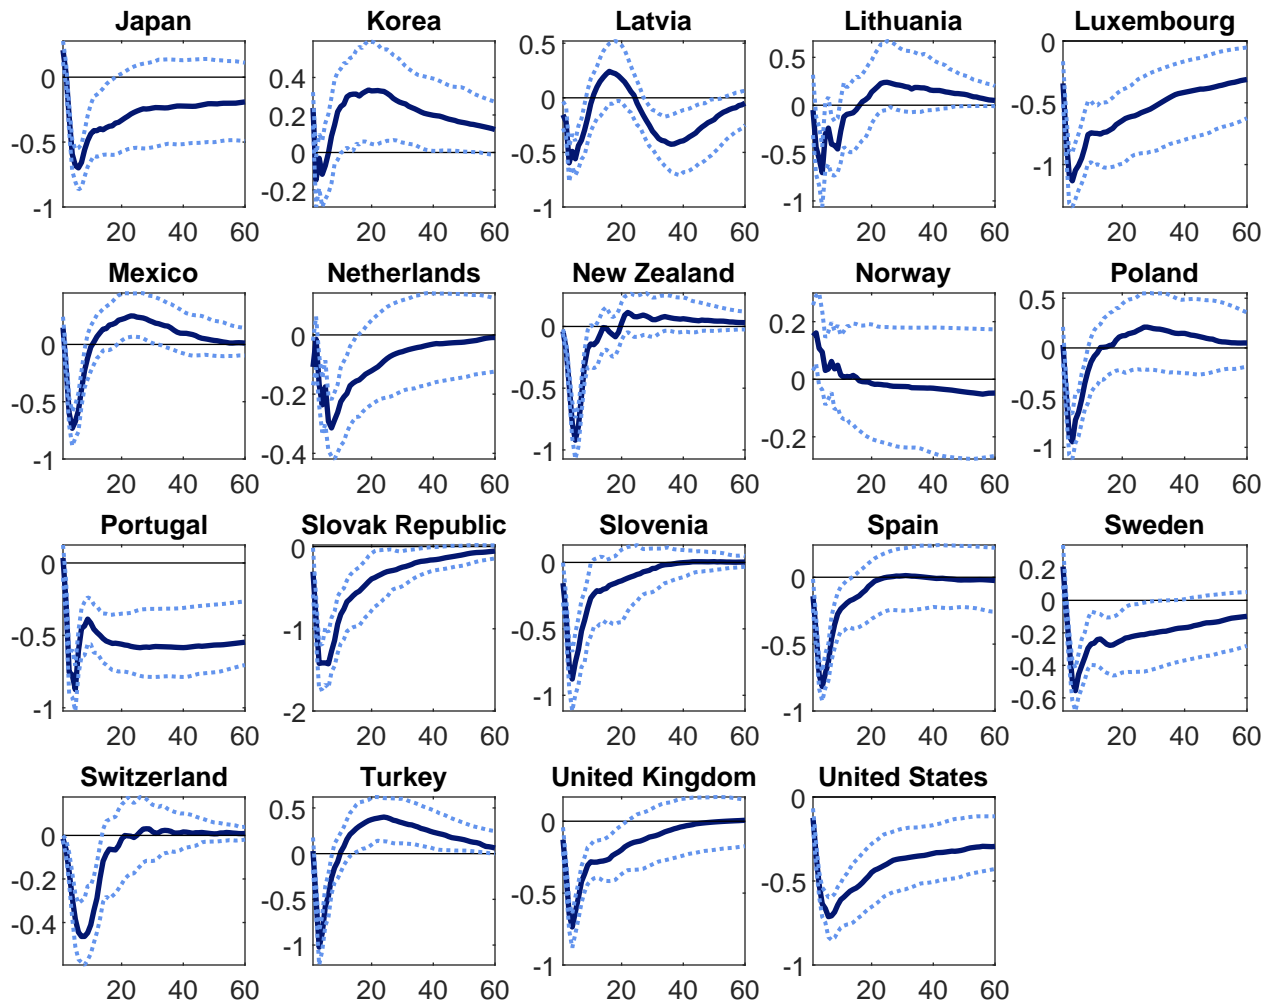 Japan Korea Latvia Lithuania Luxembourg
0 -0.5 -1 20 40 60
0.4 0.2 0 -0.2 20 40 60
0.5 0 -0.5 -1 20 40 60
0.5 0 -0.5 -1 20 40 60
0 -0.5 -1 20 40 60
Mexico Netherlands New Zealand Norway Poland
0 -0.5 -1 20 40 60
0 -0.2 -0.4 20 40 60
0 -0.5 -1 20 40 60
0.2 0 -0.2 20 40 60
0.5 0 -0.5 -1 20 40 60
Portugal Slovak Republic Slovenia Spain Sweden
0 -0.5 -1 20 40 60
0 -1 -2 20 40 60
0 -0.5 -1 20 40 60
0 -0.5 -1 20 40 60
0.2 0 -0.2 -0.4 -0.6 20 40 60
Switzerland Turkey United Kingdom United States
0 -0.2 -0.4 20 40 60
0.5 0 -0.5 -1 20 40 60
0 -0.5 -1 20 40 60
0 -0.5 -1 20 40 60